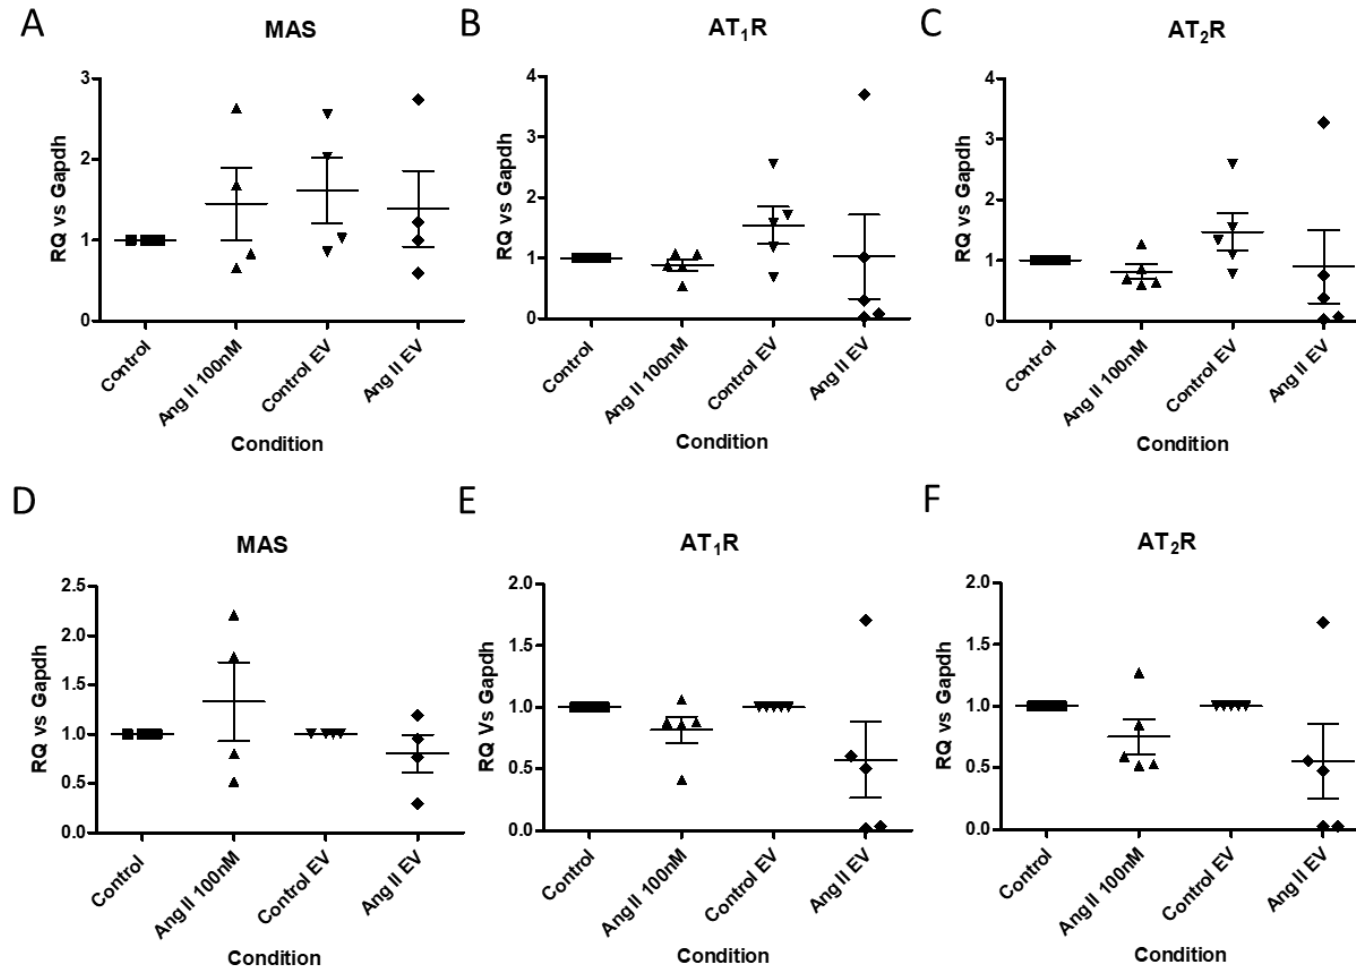 A
MAS
RQ vs Gapdh
3
2
1
0
Control
Ang II 100nM
Control EV
Ang II EV
Condition
B
AT₁R
RQ vs Gapdh
4
3
2
1
0
Control
Ang II 100nM
Control EV
Ang II EV
Condition
C
AT₂R
RQ vs Gapdh
4
3
2
1
0
Control
Ang II 100nM
Control EV
Ang II EV
Condition
D
MAS
RQ vs Gapdh
2.5
2.0
1.5
1.0
0.5
0.0
Control
Ang II 100nM
Control EV
Ang II EV
Condition
E
AT₁R
RQ Vs Gapdh
2.0
1.5
1.0
0.5
0.0
Control
Ang II 100nM
Control EV
Ang II EV
Condition
F
AT₂R
RQ vs Gapdh
2.0
1.5
1.0
0.5
0.0
Control
Ang II 100nM
Control EV
Ang II EV
Condition